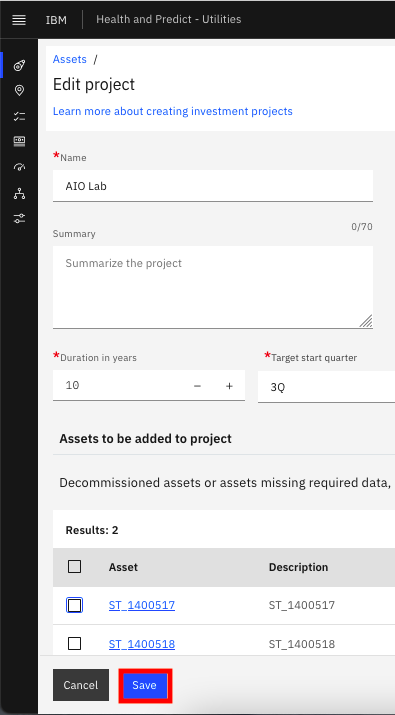 IBM Health and Predict - Utilities
Assets /
Edit project
Learn more about creating investment projects
*Name
AIO Lab
Summary 0/70
Summarize the project
*Duration in years *Target start quarter
10 − + 3Q
Assets to be added to project
Decommissioned assets or assets missing required data,
Results: 2
Asset Description
ST_1400517 ST_1400517
ST_1400518 ST_1400518
Cancel Save